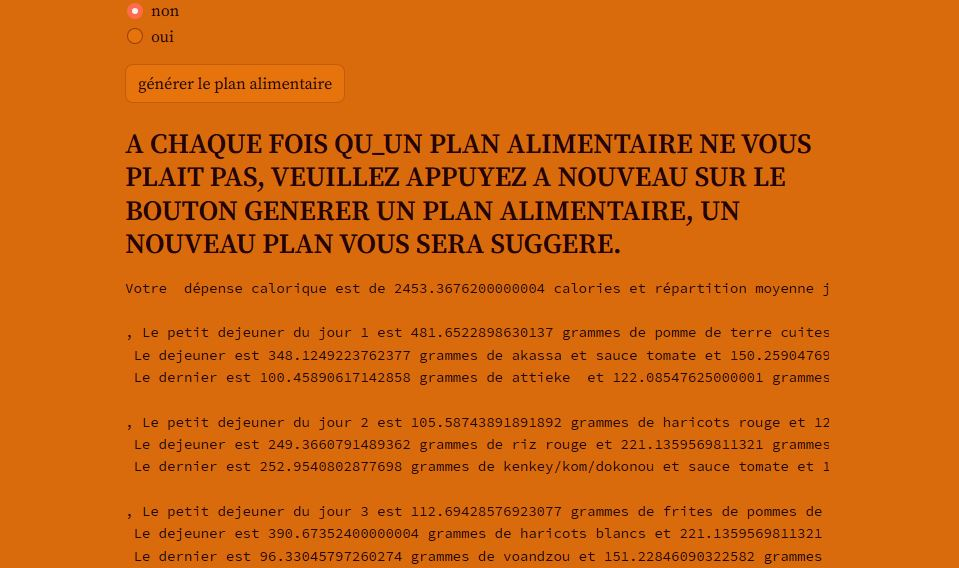 non
oui
générer le plan alimentaire
A CHAQUE FOIS QU_UN PLAN ALIMENTAIRE NE VOUS
PLAIT PAS, VEUILLEZ APPUYEZ A NOUVEAU SUR LE
BOUTON GENERER UN PLAN ALIMENTAIRE, UN
NOUVEAU PLAN VOUS SERA SUGGERE.
Votre  dépense calorique est de 2453.3676200000004 calories et répartition moyenne j
, Le petit dejeuner du jour 1 est 481.6522898630137 grammes de pomme de terre cuites
Le dejeuner est 348.1249223762377 grammes de akassa et sauce tomate et 150.25904769
Le dernier est 100.45890617142858 grammes de attieke  et 122.08547625000001 grammes
, Le petit dejeuner du jour 2 est 105.58743891891892 grammes de haricots rouge et 12
Le dejeuner est 249.3660791489362 grammes de riz rouge et 221.1359569811321 grammes
Le dernier est 252.9540802877698 grammes de kenkey/kom/dokonou et sauce tomate et 1
, Le petit dejeuner du jour 3 est 112.69428576923077 grammes de frites de pommes de
Le dejeuner est 390.67352400000004 grammes de haricots blancs et 221.1359569811321
Le dernier est 96.33045797260274 grammes de voandzou et 151.22846090322582 grammes